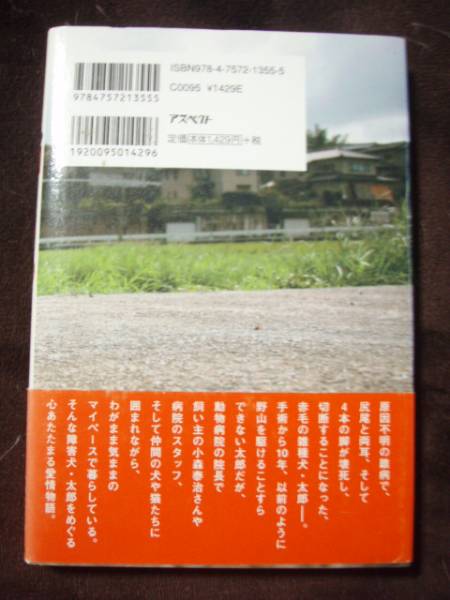 ISBN978-4-7572-1355-5
C0095 ¥1429E
9784757213555
アスペクト
定価 本体1,429円 +税
1920095014296
原因不明の難病で、
尻尾と両耳、そして
4本の脚が壊死し、
切断することになった、
赤毛の雑種犬・太郎——。
手術から10年、以前のように
野山を駆けることすら
できない太郎だが、
動物病院の院長で
飼い主の小森泰治さんや
病院のスタッフ、
そして仲間の犬や猫たちに
囲まれながら、
わがまま気ままの
マイペースで暮らしている。
そんな障害犬・太郎をめぐる
心あたたまる愛情物語。